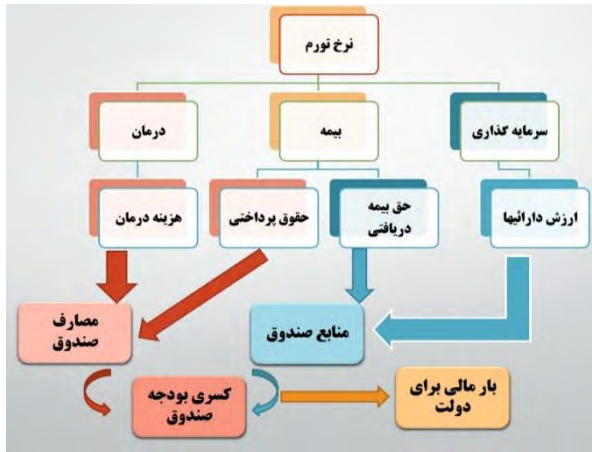 نرخ تورم
سرمایه گذاری
بیمه
درمان
ارزش دارائیها
حق بیمه
دریافتی
حقوق پرداختی
هزینه درمان
منابع صندوق
مصارف
صندوق
کسری بودجه
صندوق
بار مالی برای
دولت